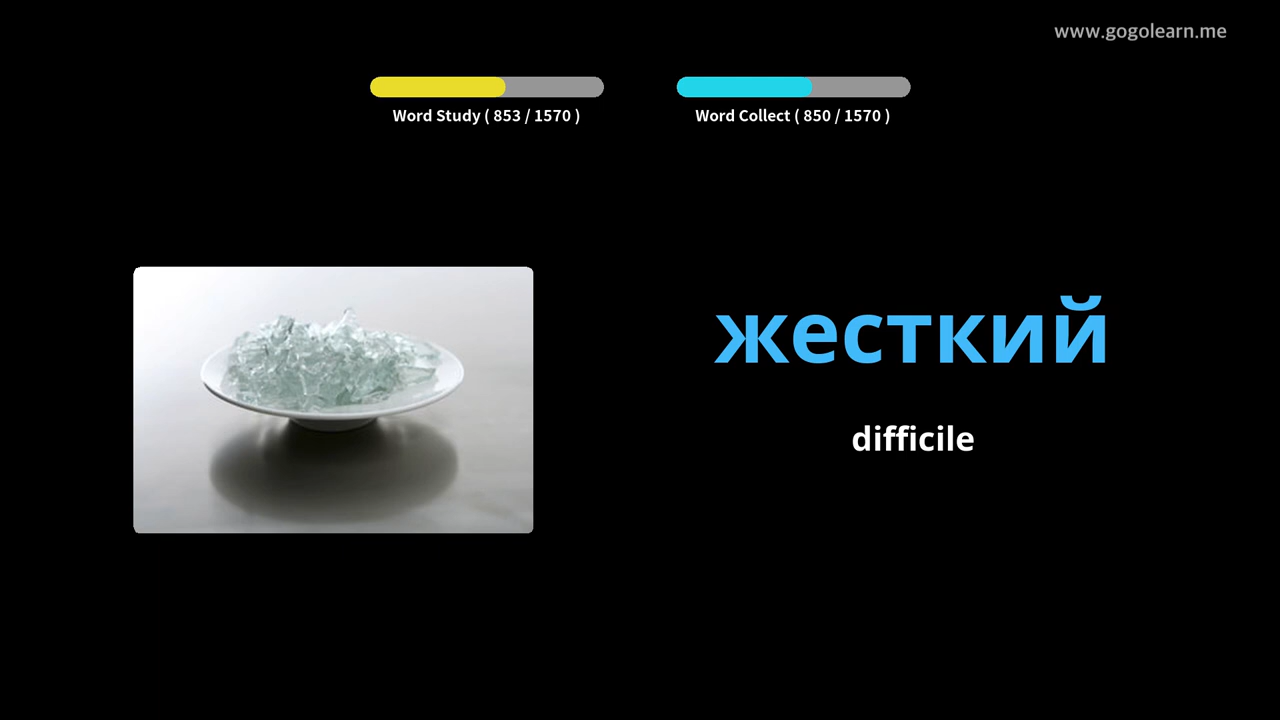 www.gogolearn.me
Word Study ( 853 / 1570 )
Word Collect ( 850 / 1570 )
жесткий
difficile